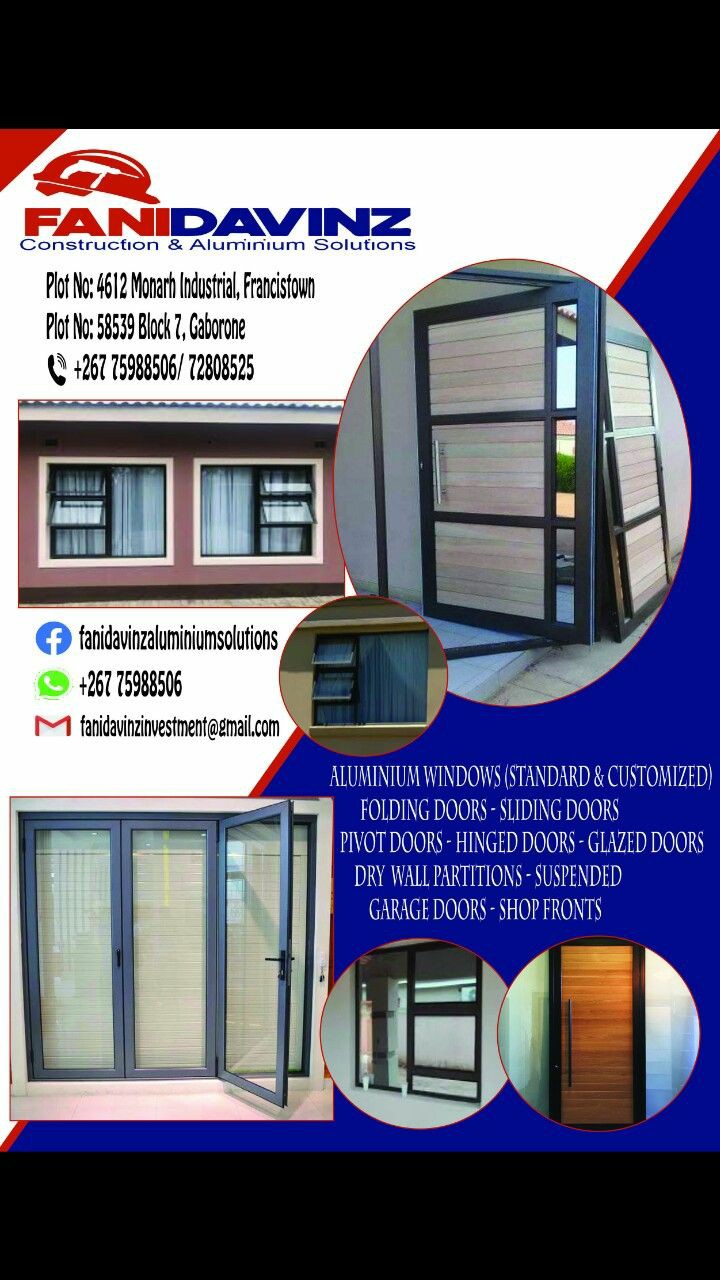 FANIDAVINZ
Construction & Aluminium Solutions
Plot No: 4612 Monarh Industrial, Francistown
Plot No: 58539 Block 7, Gaborone
+267 75988506/ 72808525
fanidavinzaluminiumsolutions
+267 75988506
fanidavinzinvestment@gmail.com
ALUMINIUM WINDOWS (STANDARD & CUSTOMIZED)
FOLDING DOORS - SLIDING DOORS
PIVOT DOORS - HINGED DOORS - GLAZED DOORS
DRY WALL PARTITIONS - SUSPENDED
GARAGE DOORS - SHOP FRONTS